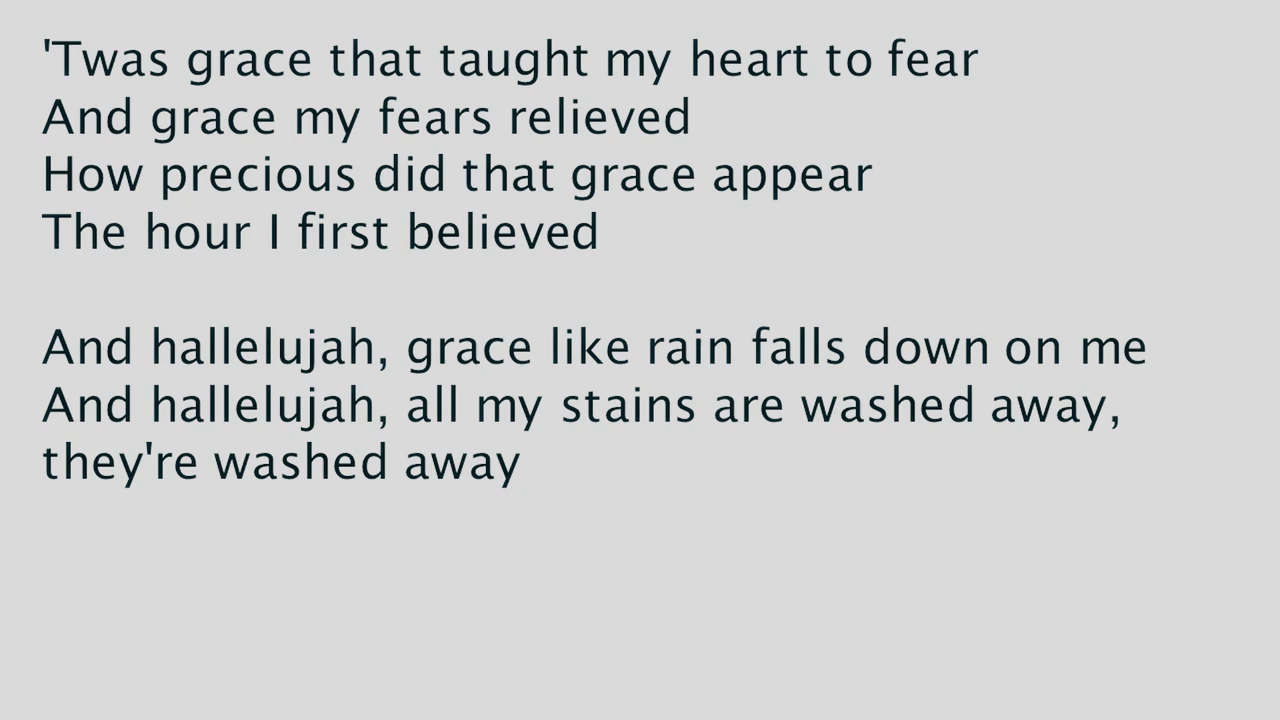 'Twas grace that taught my heart to fear
And grace my fears relieved
How precious did that grace appear
The hour I first believed
And hallelujah, grace like rain falls down on me
And hallelujah, all my stains are washed away,
they're washed away